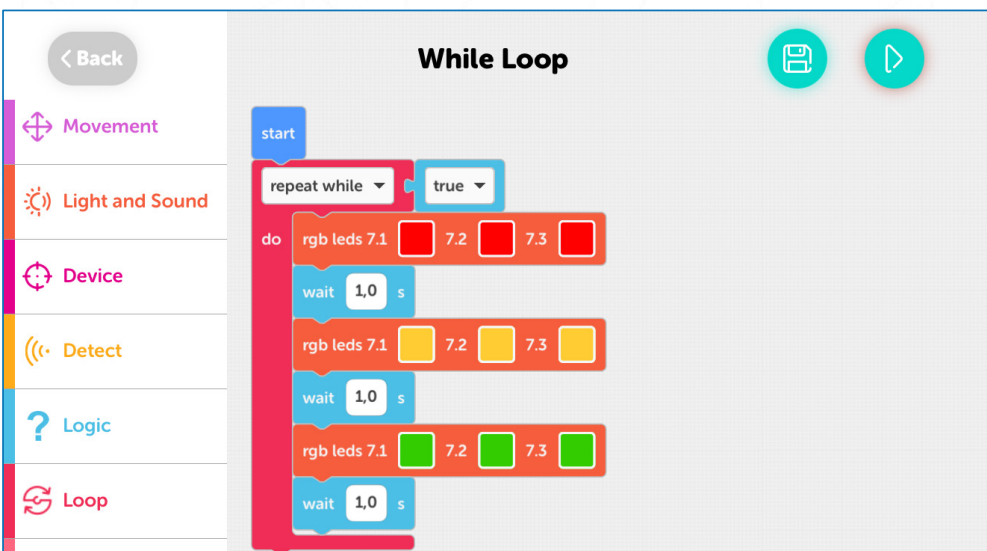 Back
While Loop
Movement
Light and Sound
Device
Detect
Logic
Loop
start
repeat while true
do rgb leds 7.1 7.2 7.3
wait 1,0 s
rgb leds 7.1 7.2 7.3
wait 1,0 s
rgb leds 7.1 7.2 7.3
wait 1,0 s